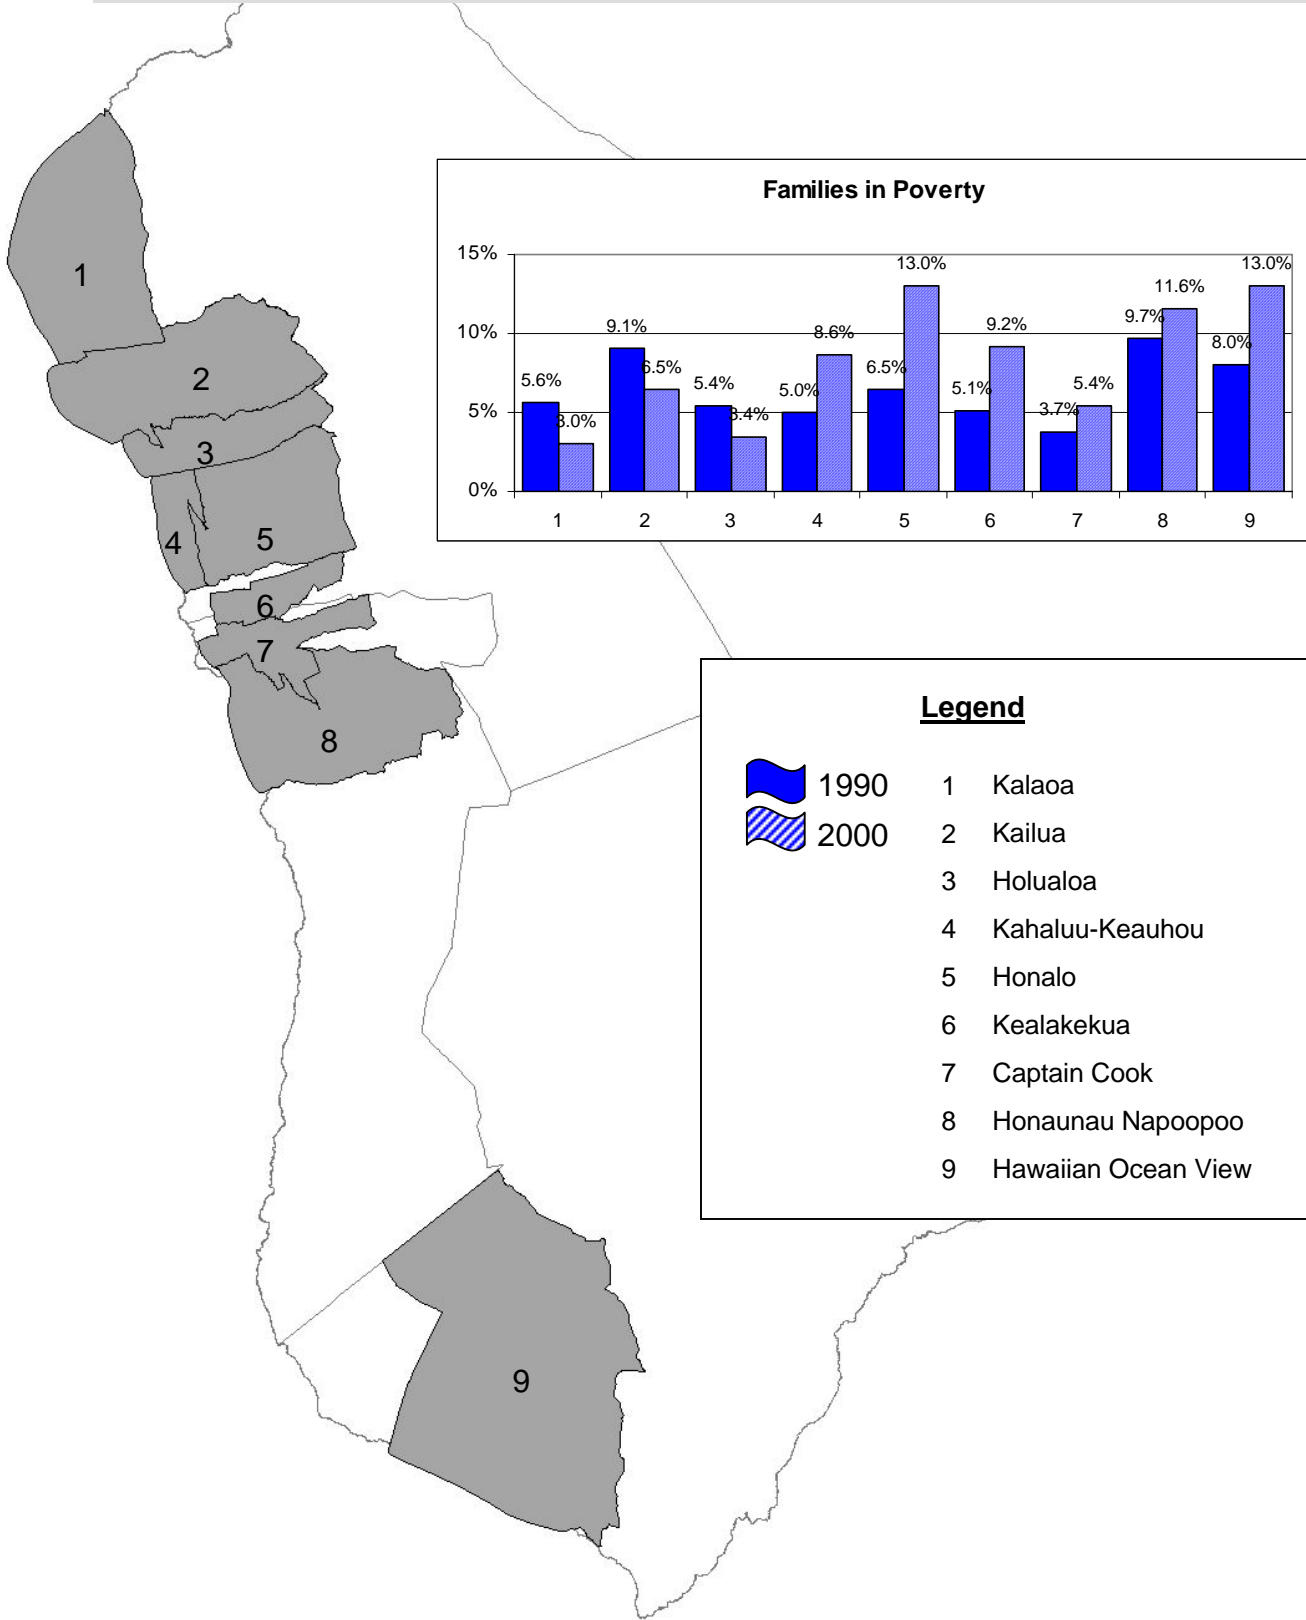 Families in Poverty
15%
10%
5%
0%
5.6%
3.0%
9.1%
6.5%
5.4%
3.4%
5.0%
8.6%
6.5%
13.0%
5.1%
9.2%
3.7%
5.4%
9.7%
11.6%
8.0%
13.0%
1 2 3 4 5 6 7 8 9
1
2
3
4
5
6
7
8
9
Legend
1990
2000
1 Kalaoa
2 Kailua
3 Holualoa
4 Kahaluu-Keauhou
5 Honalo
6 Kealakekua
7 Captain Cook
8 Honaunau Napoopoo
9 Hawaiian Ocean View